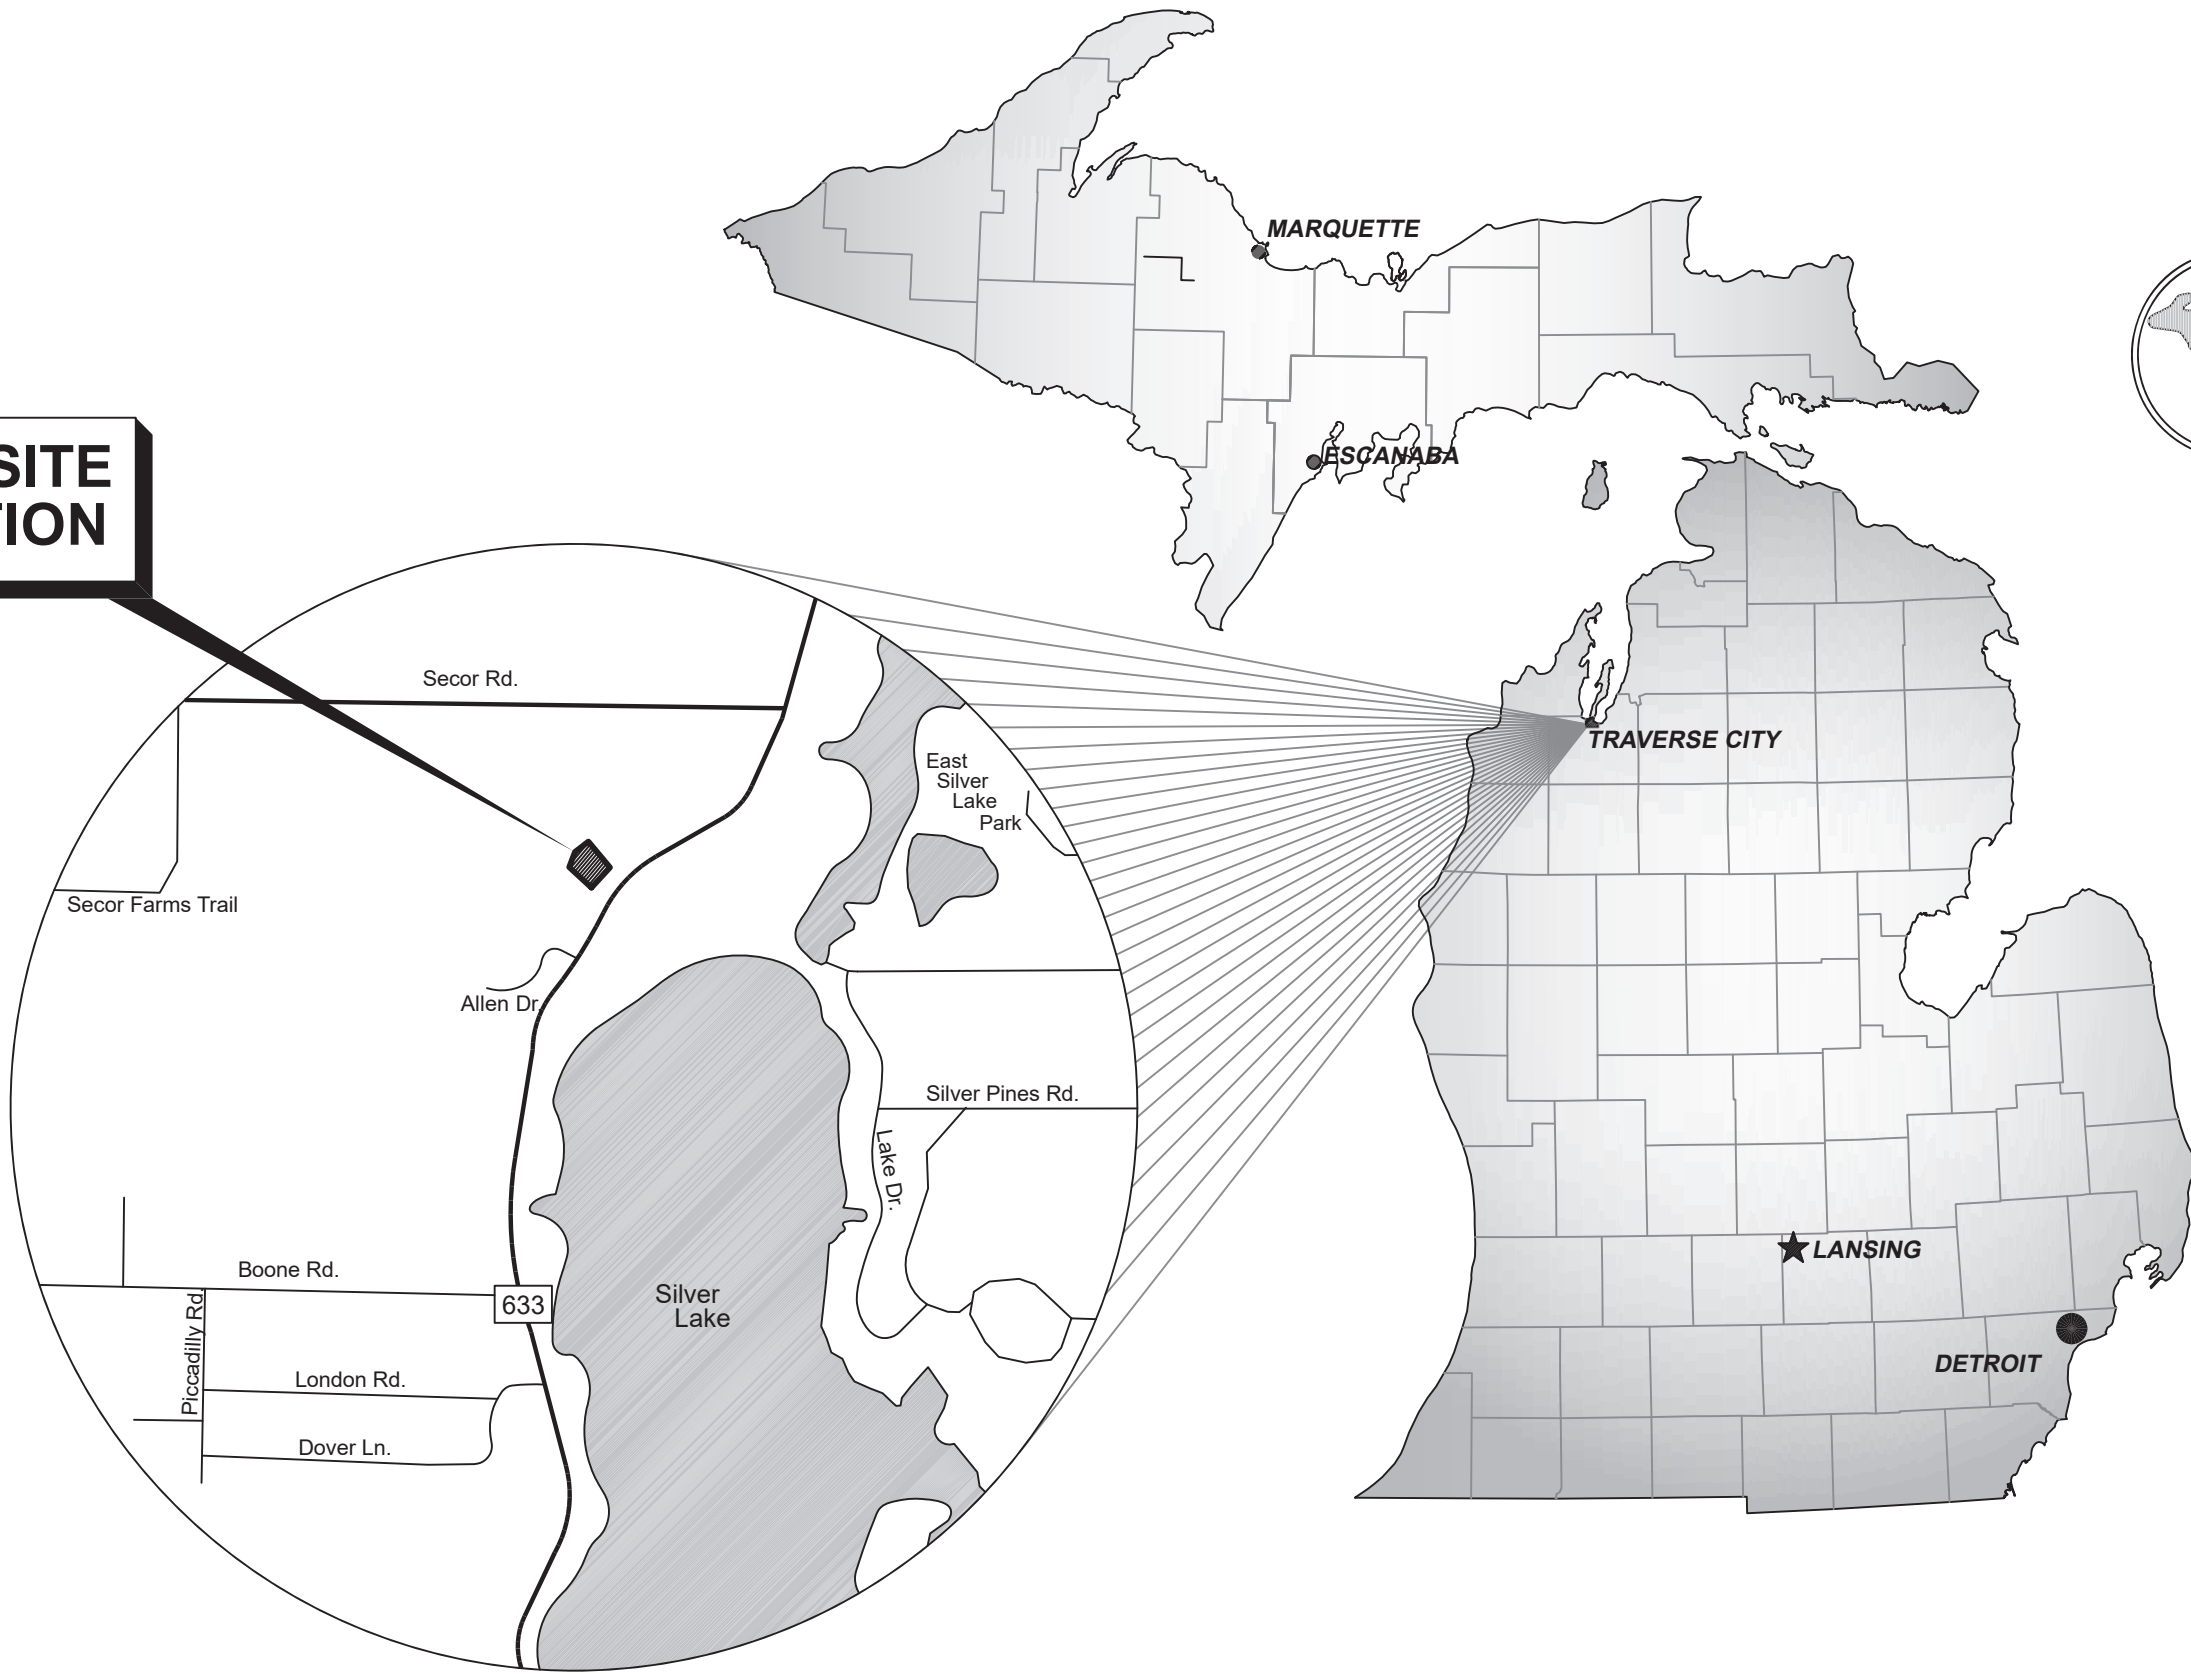 MARQUETTE
ESCANABA
SITE
TION
Secor Rd.
TRAVERSE CITY
East
Silver
Lake
Park
Secor Farms Trail
Allen Dr.
Silver Pines Rd.
Lake Dr.
LANSING
Boone Rd.
633
Silver
Lake
Piccadilly Rd.
DETROIT
London Rd.
Dover Ln.